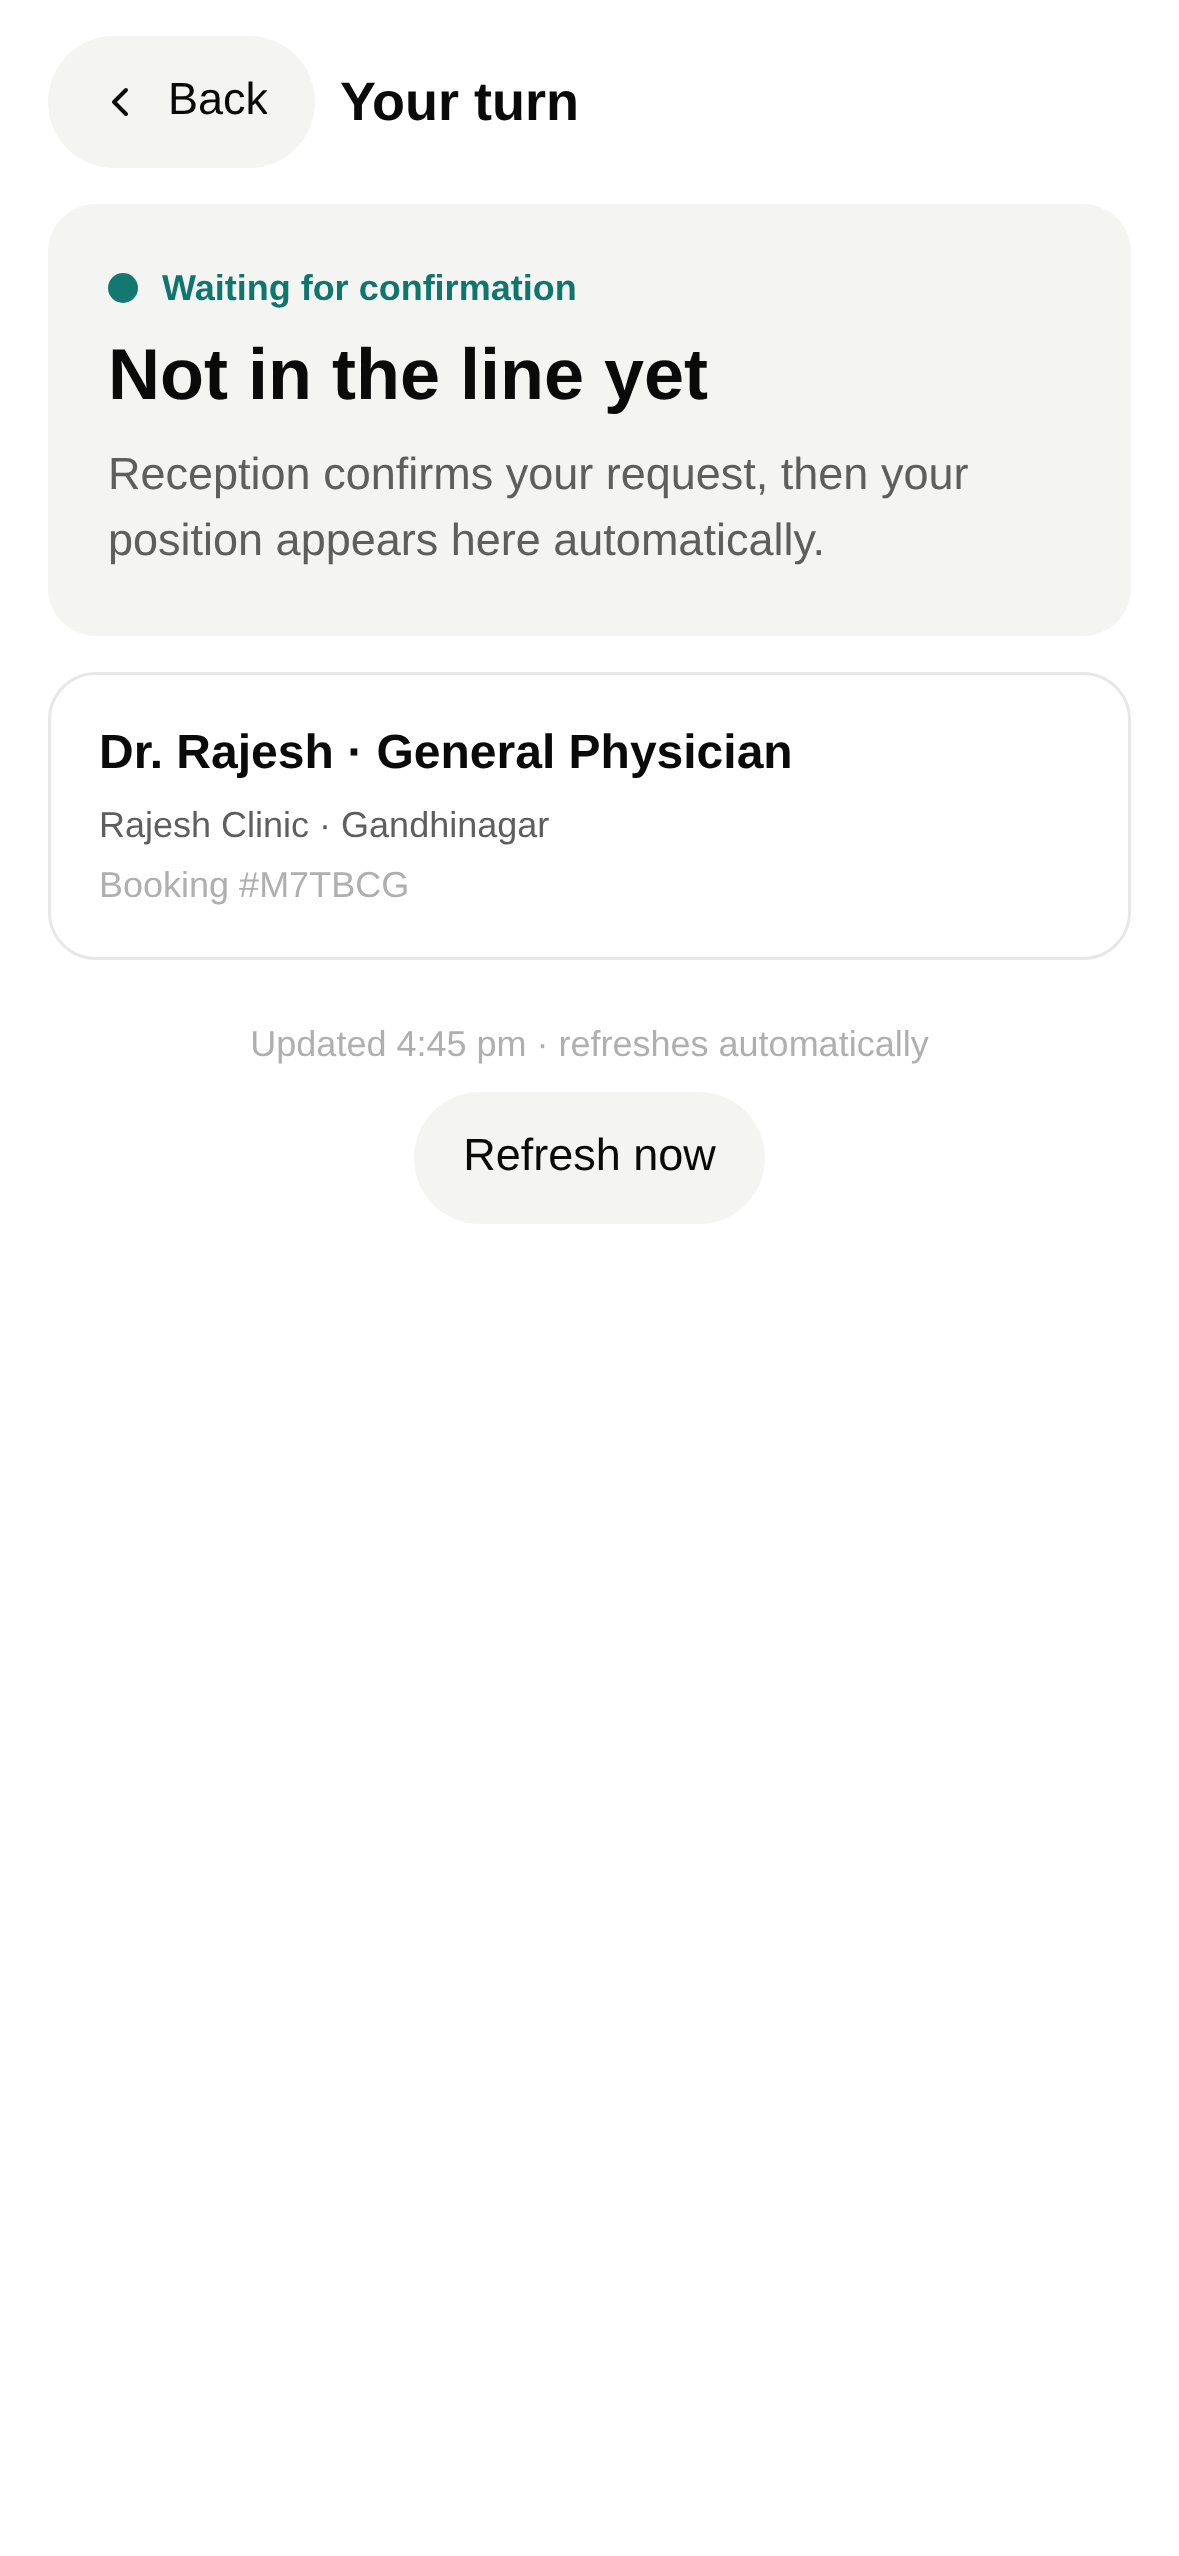 Back
Your turn
Waiting for confirmation
Not in the line yet
Reception confirms your request, then your
position appears here automatically.
Dr. Rajesh · General Physician
Rajesh Clinic · Gandhinagar
Booking #M7TBCG
Updated 4:45 pm · refreshes automatically
Refresh now